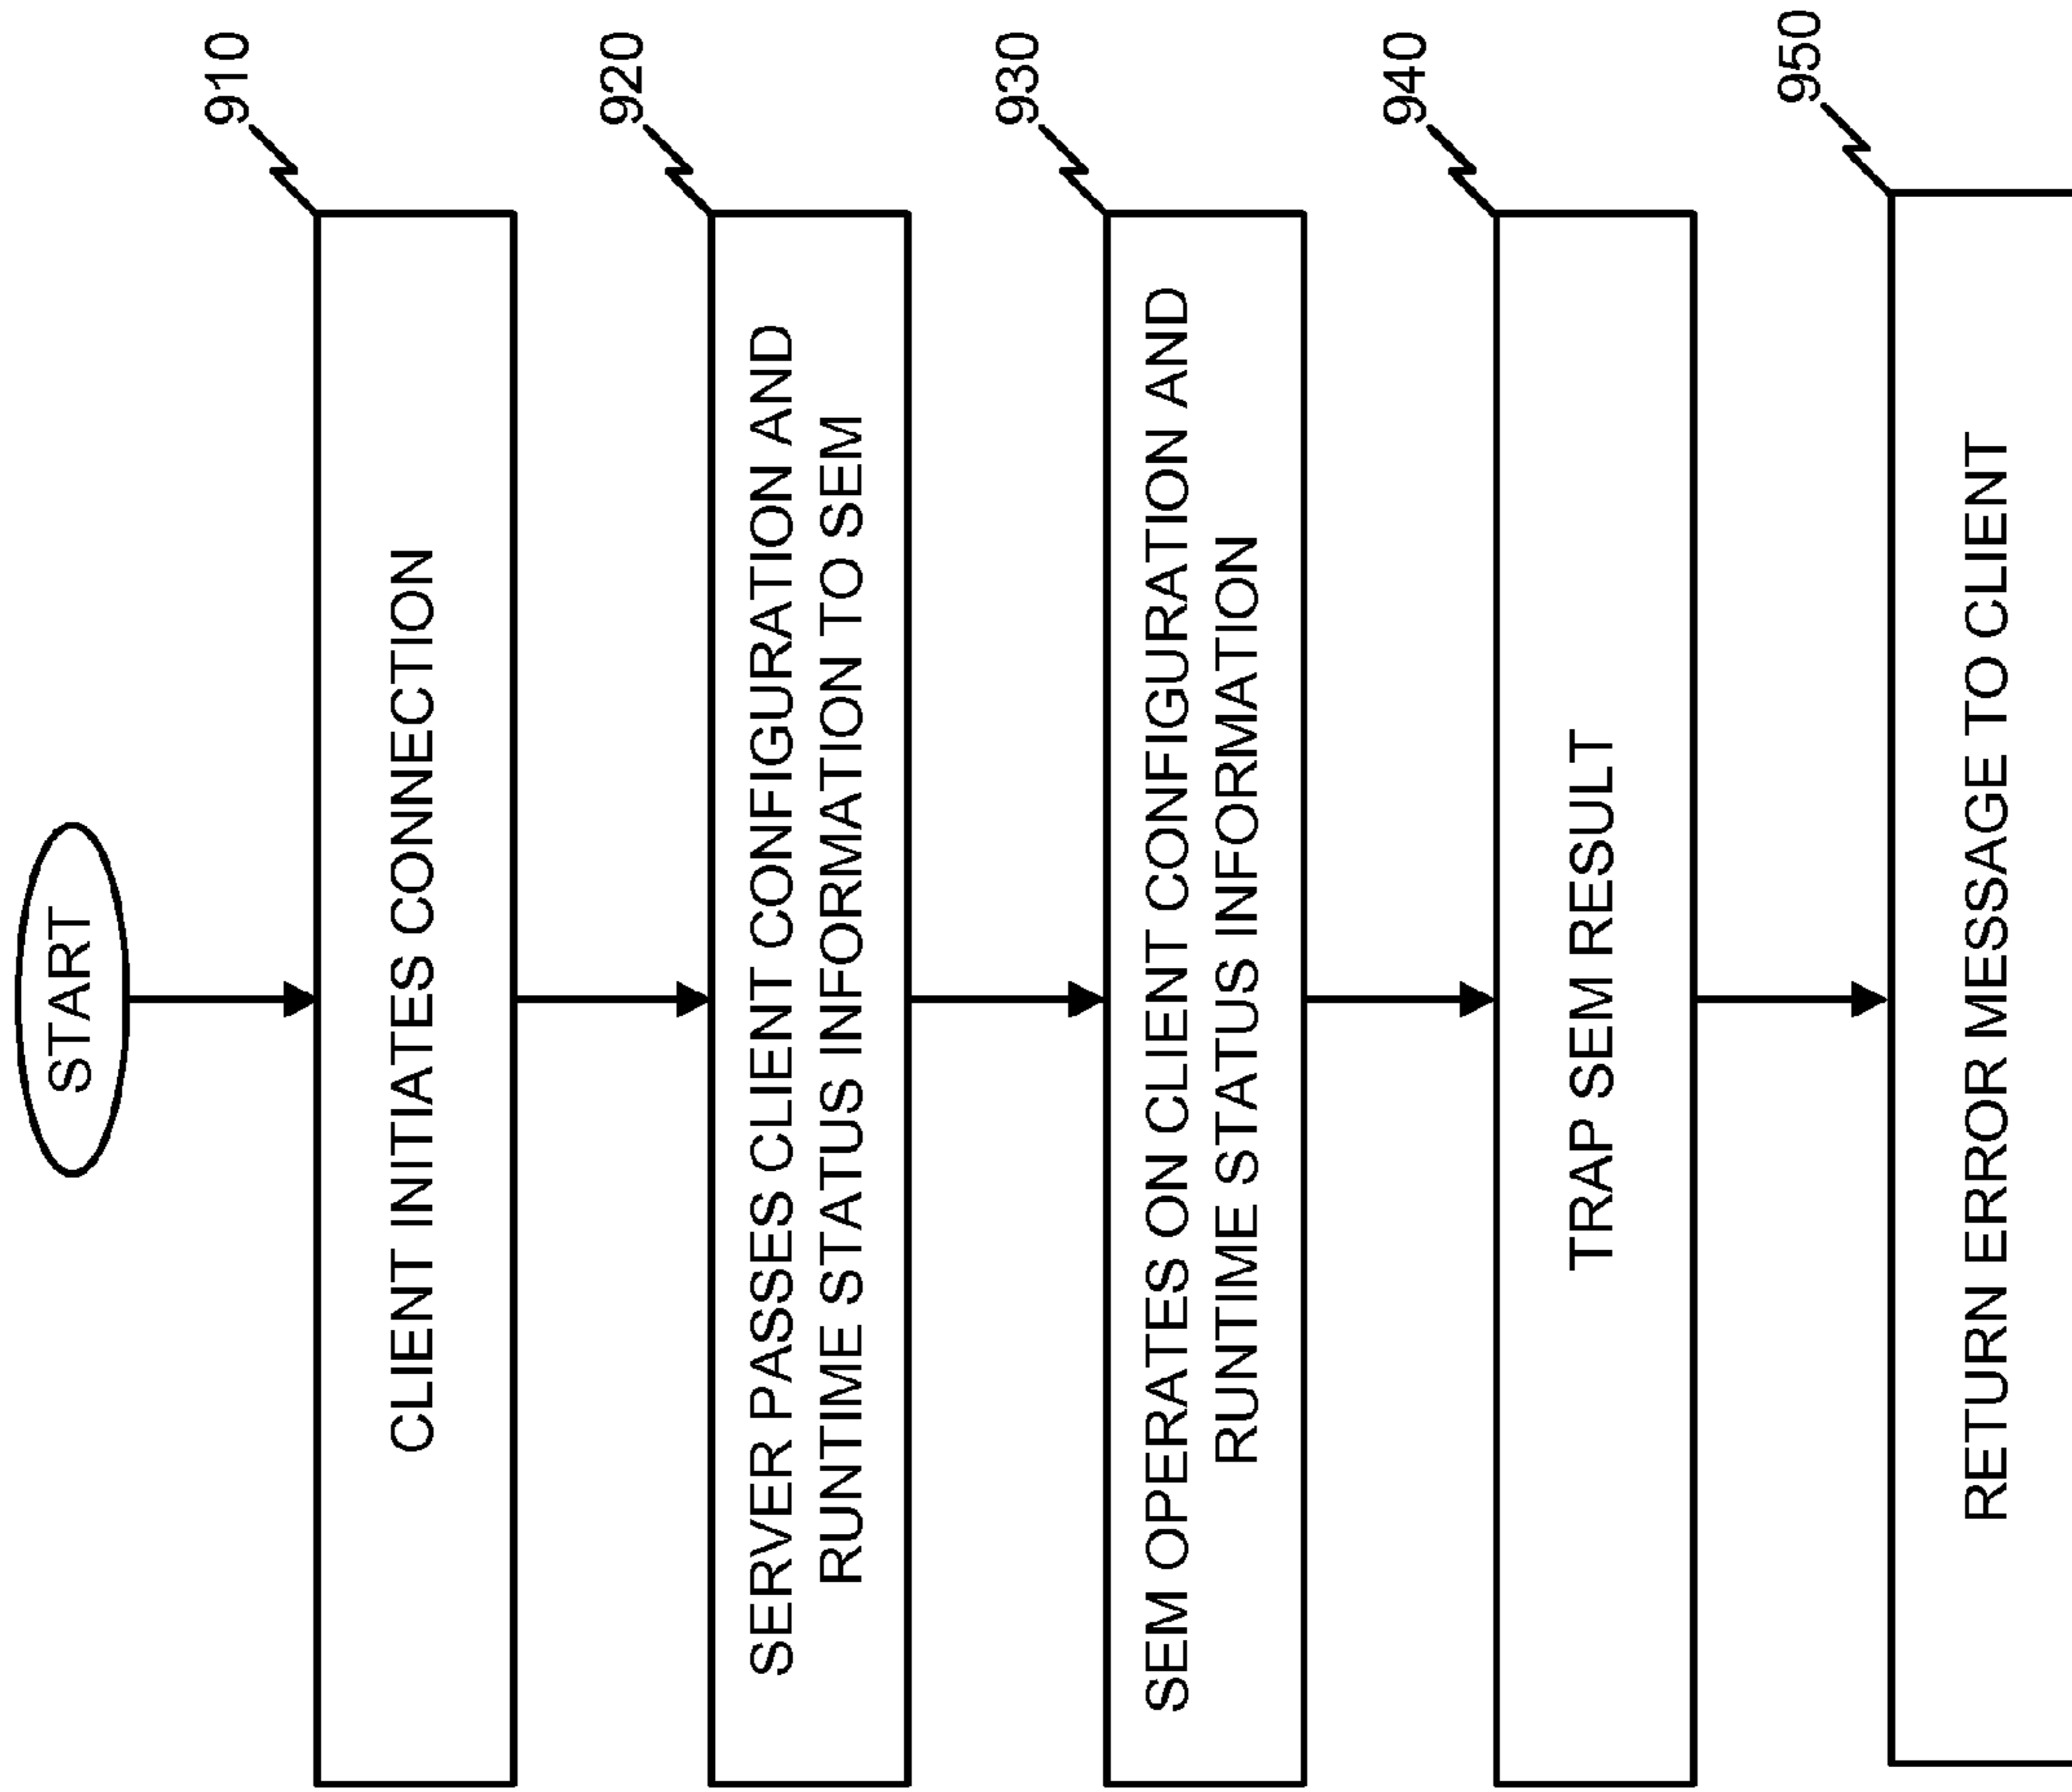 START
910
CLIENT INITIATES CONNECTION
920
SERVER PASSES CLIENT CONFIGURATION AND
RUNTIME STATUS INFORMATION TO SEM
930
SEM OPERATES ON CLIENT CONFIGURATION AND
RUNTIME STATUS INFORMATION
940
TRAP SEM RESULT
950
RETURN ERROR MESSAGE TO CLIENT